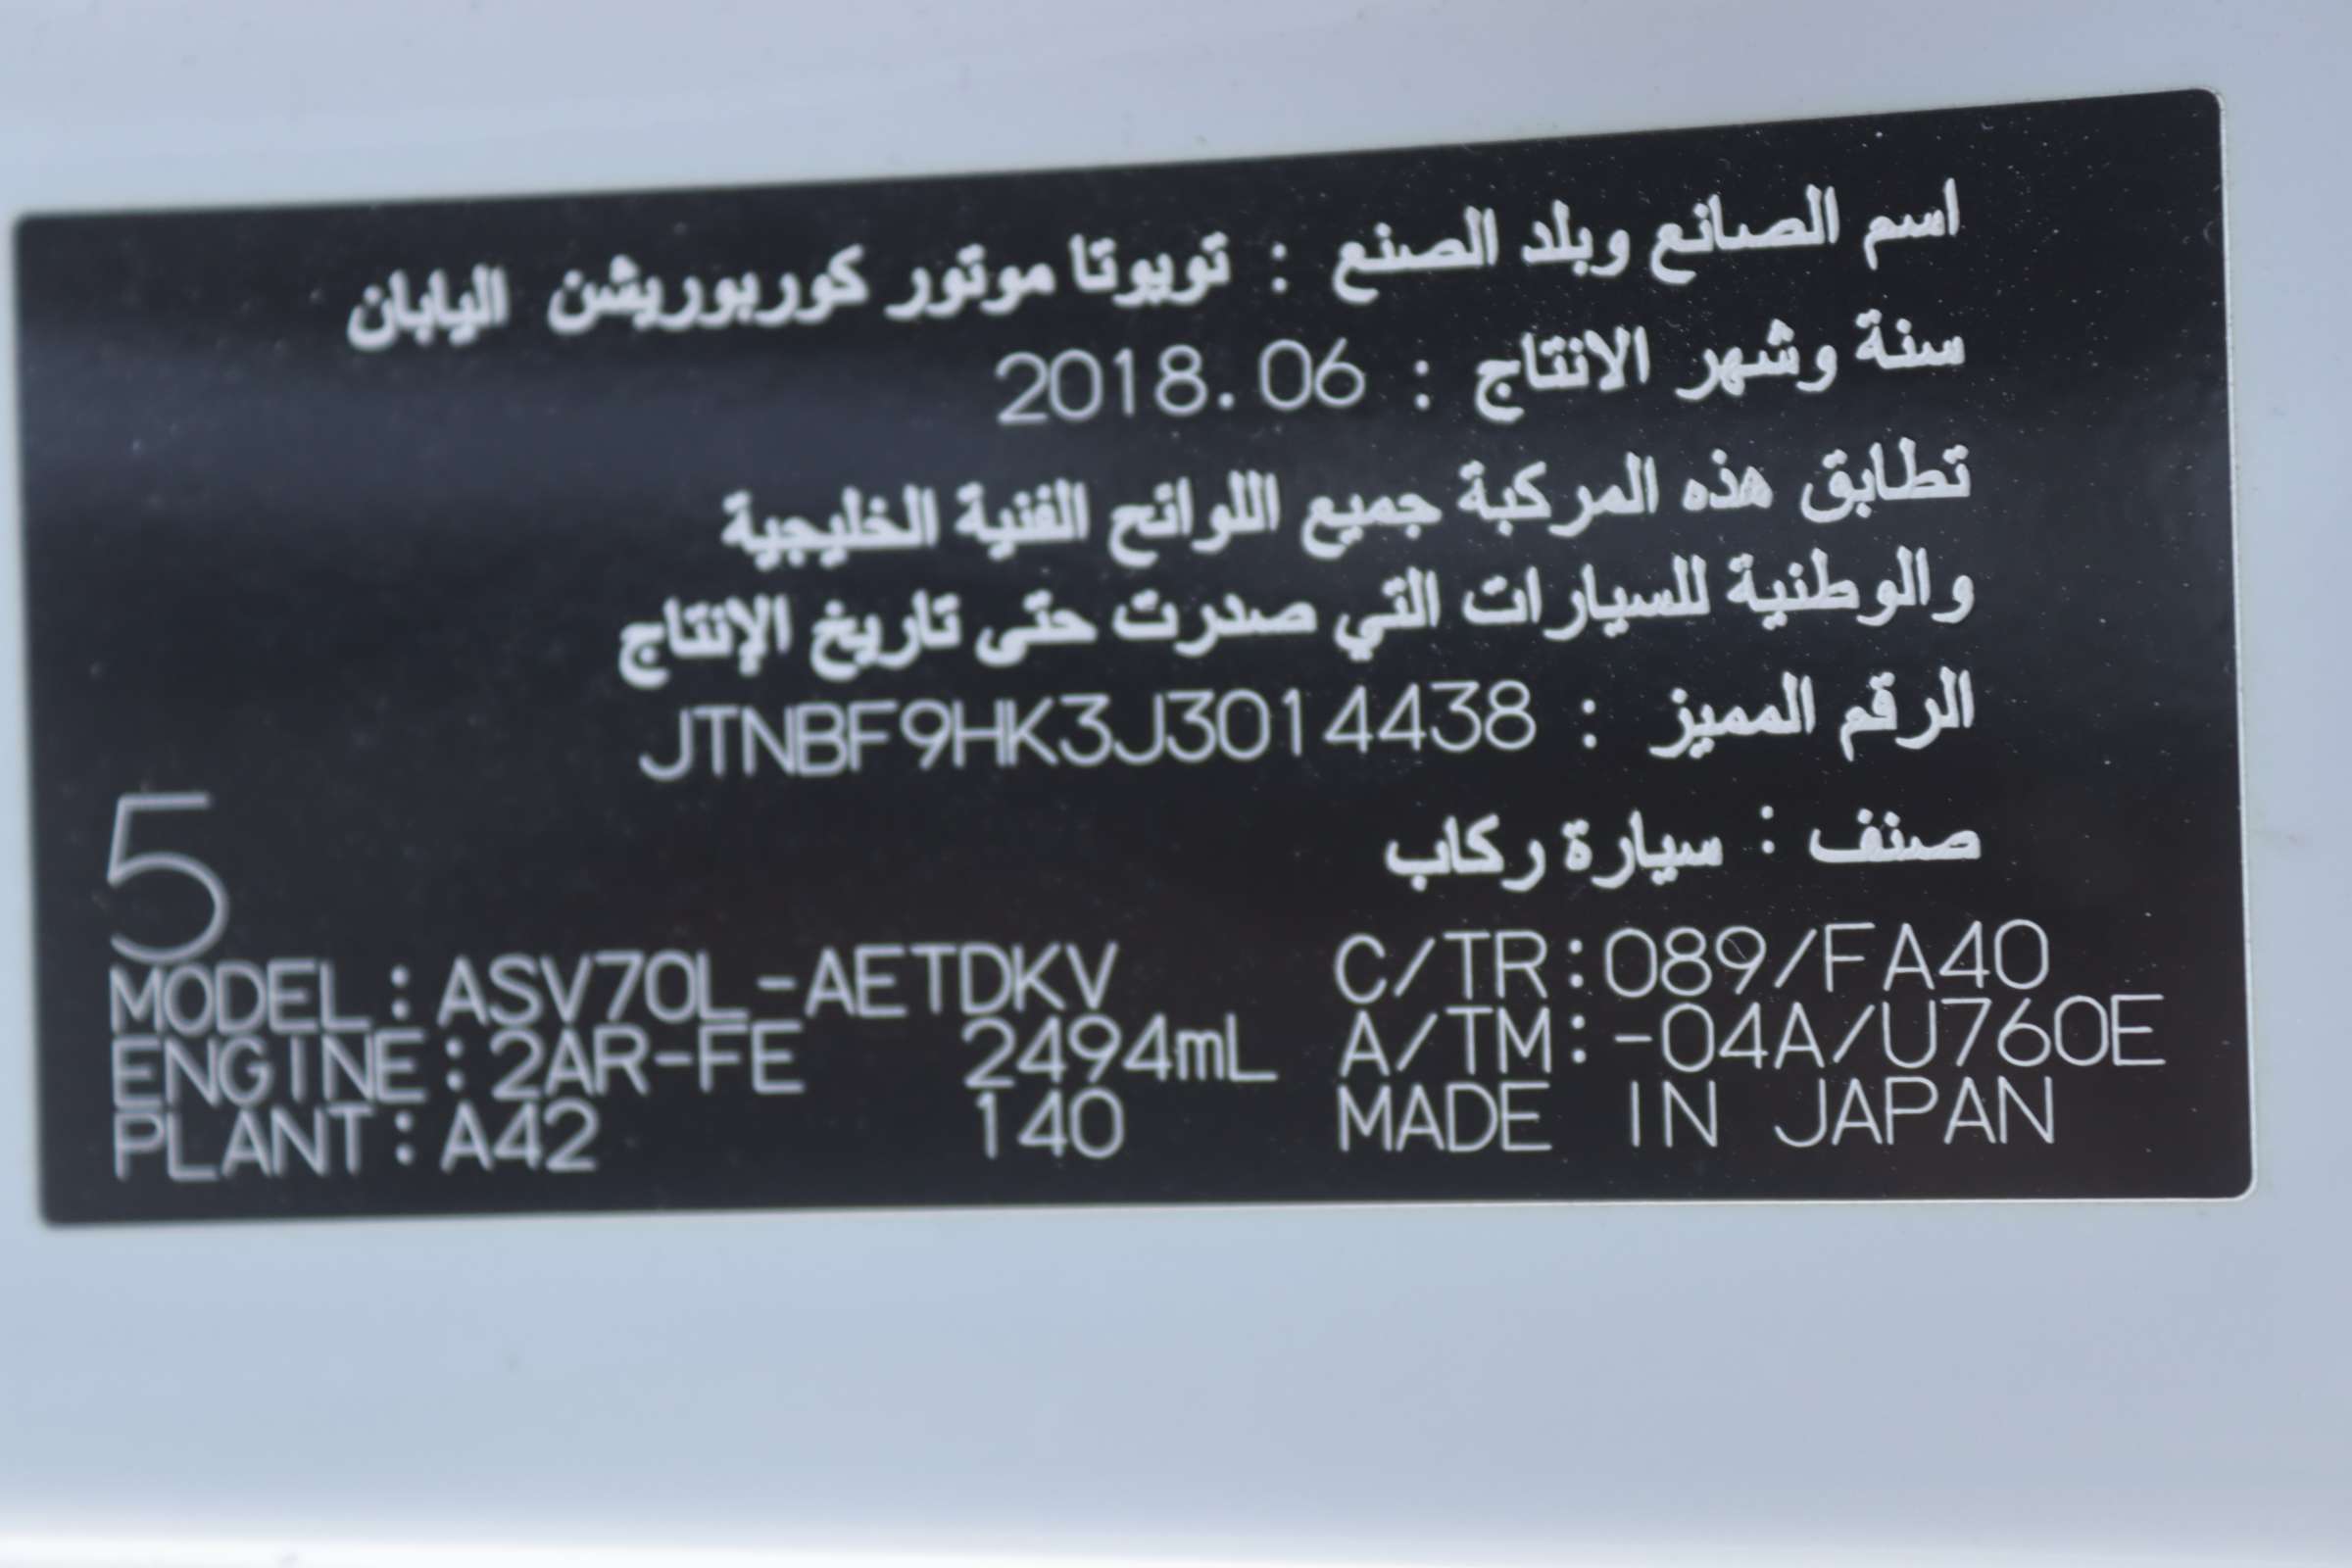 اسم الصانع وبلد الصنع : تويوتا موتور كوربوريشن اليابان
سنة وشهر الانتاج : 2018.06
تطابق هذه المركبة جميع اللوائح الفنية الخليجية
والوطنية للسيارات التي صدرت حتى تاريخ الإنتاج
الرقم المميز : JTNBF9HK3J3014438
صنف : سيارة ركاب
5
MODEL:ASV70L-AETDKV C/TR:089/FA40
ENGINE:2AR-FE 2494mL A/TM:-04A/U760E
PLANT:A42 140 MADE IN JAPAN